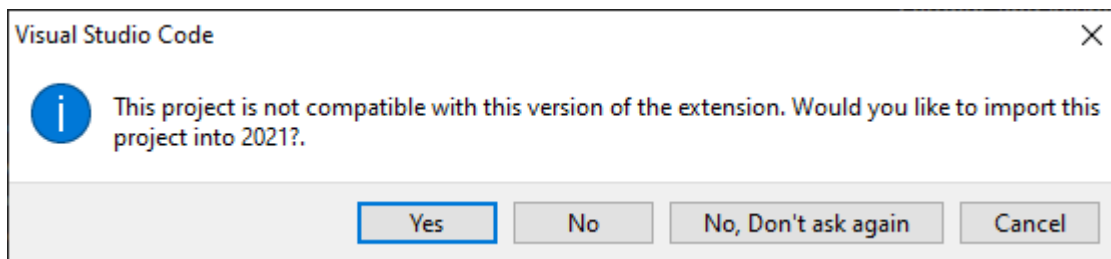 Visual Studio Code
This project is not compatible with this version of the extension. Would you like to import this
project into 2021?.
Yes No No, Don't ask again Cancel